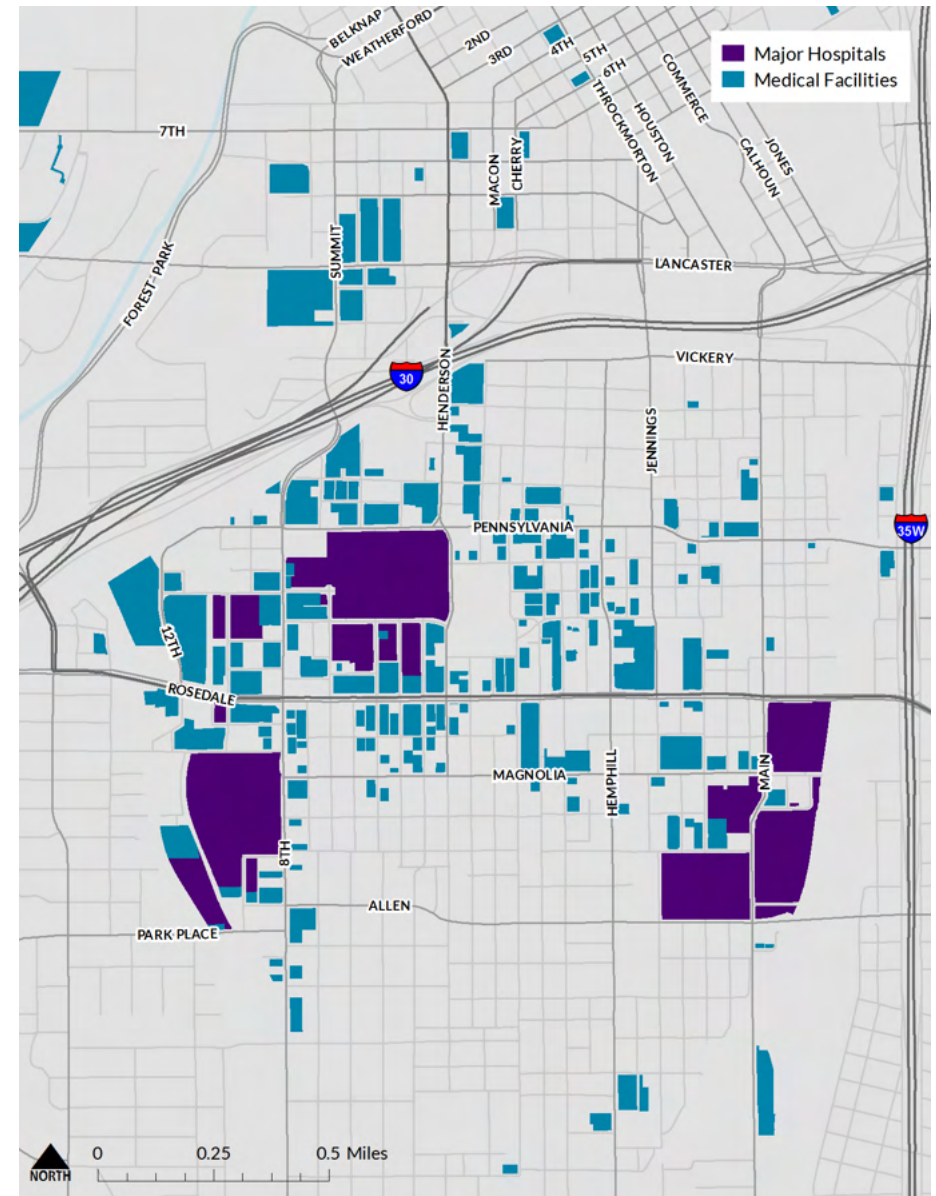 BELKNAP
WEATHERFORD
2ND
3RD
4TH
5TH
6TH
THROCKMORTON
HOUSTON
COMMERCE
CALHOUN
JONES
Major Hospitals
Medical Facilities
7TH
MACON
CHERRY
SUMMIT
FOREST PARK
LANCASTER
VICKERY
30
HENDERSON
JENNINGS
PENNSYLVANIA
35W
12TH
ROSEDALE
MAGNOLIA
HEMPHILL
MAIN
8TH
ALLEN
PARK PLACE
NORTH
0 0.25 0.5 Miles